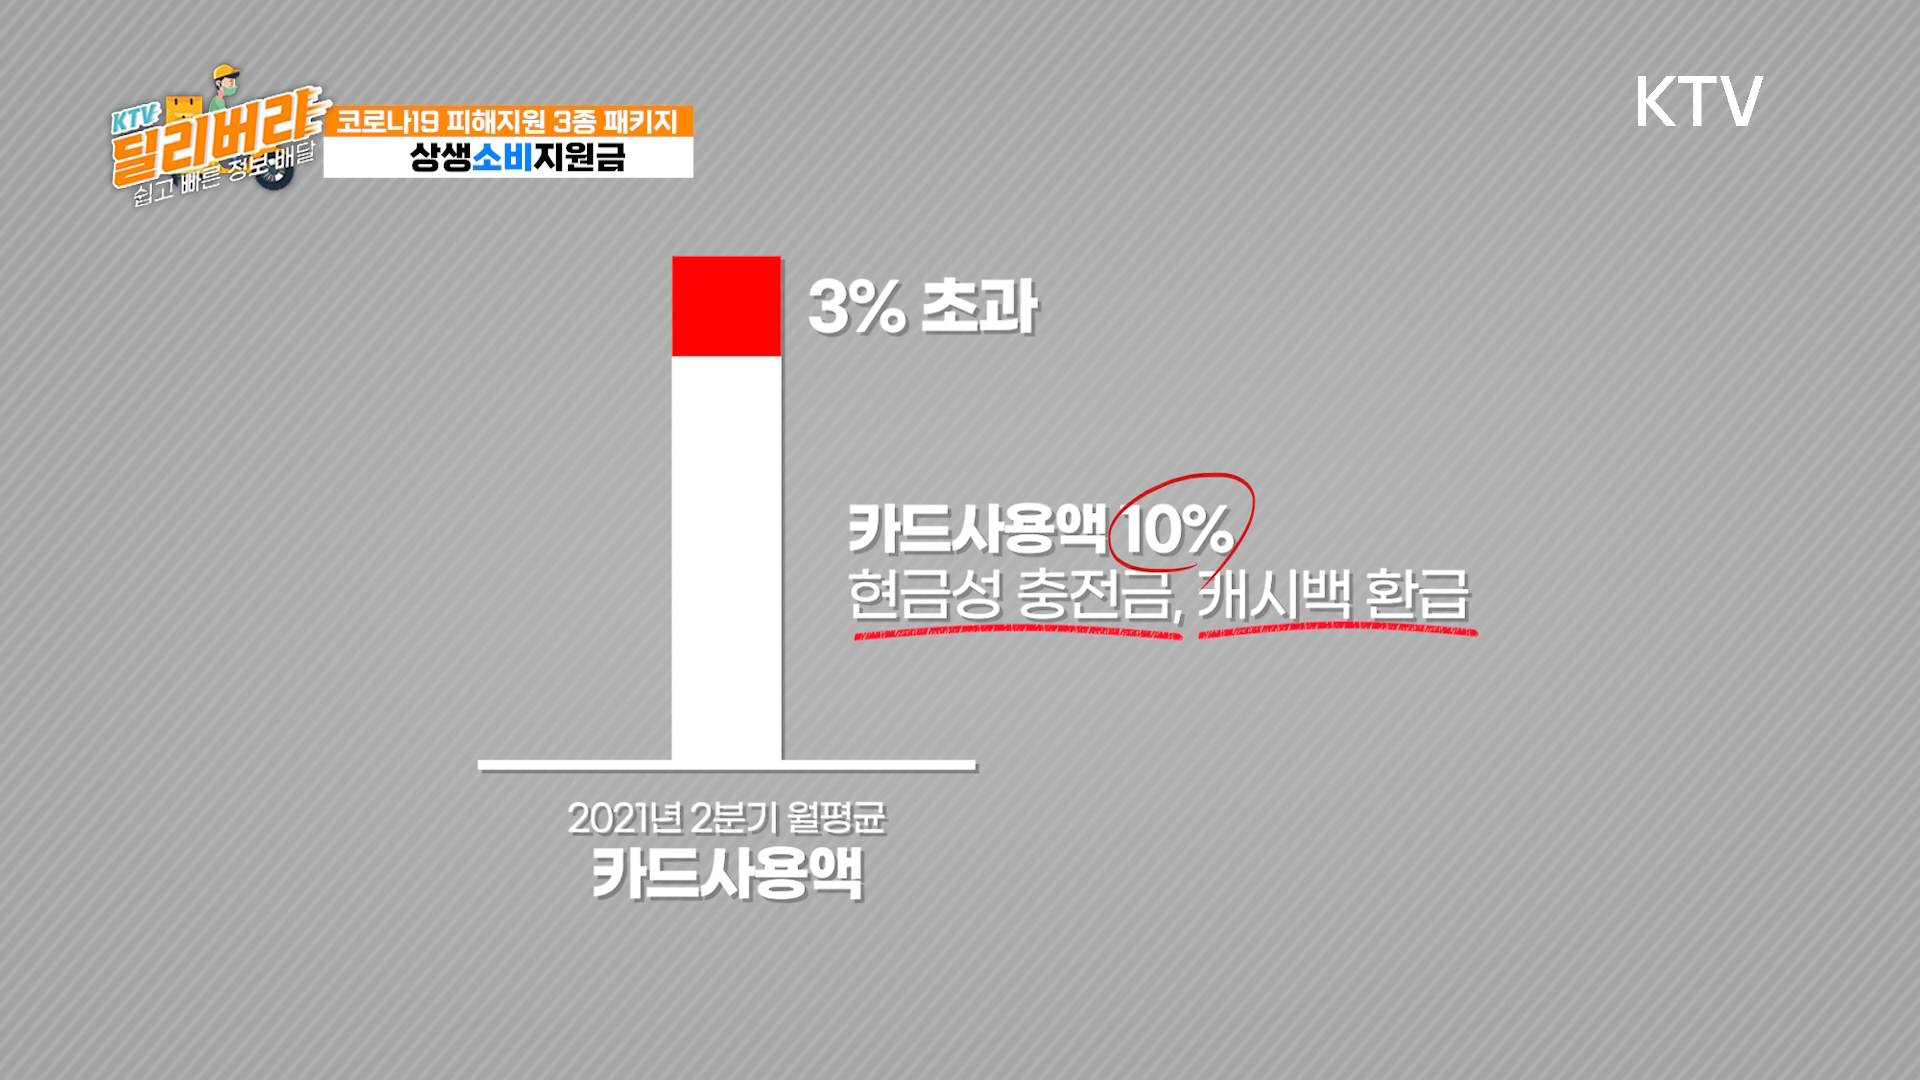 KTV
딜리버랴
쉽고 빠른 정보 배달
코로나19 피해지원 3종 패키지
상생소비지원금
KTV
3% 초과
카드사용액 10%
현금성 충전금, 캐시백 환급
2021년 2분기 월평균
카드사용액